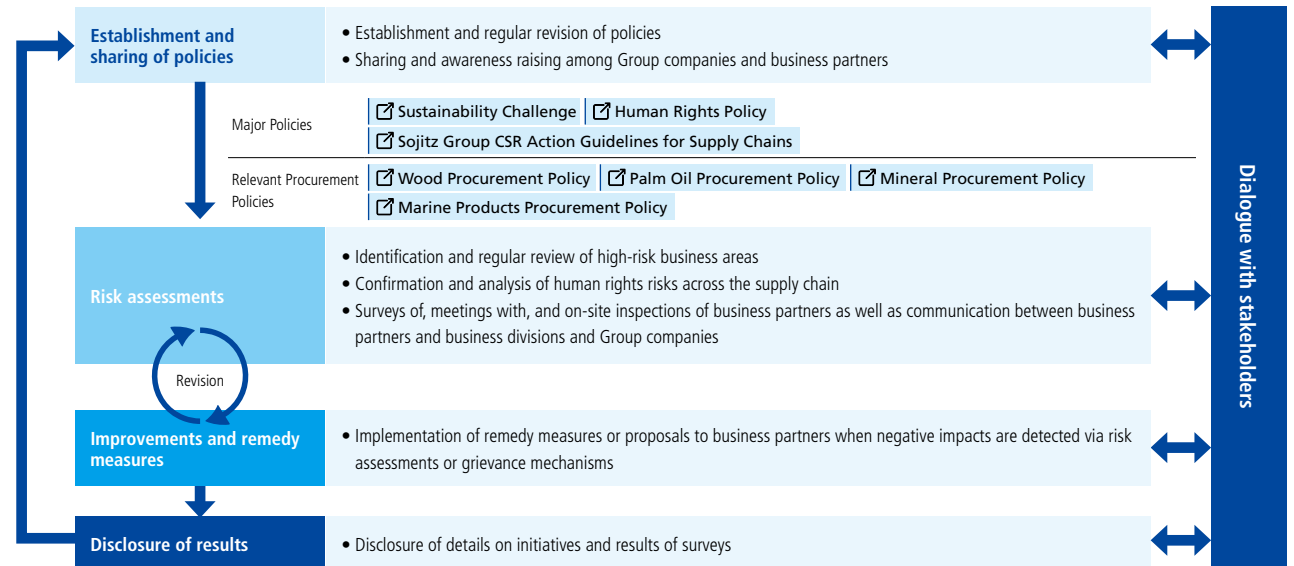 Establishment and
sharing of policies
• Establishment and regular revision of policies
• Sharing and awareness raising among Group companies and business partners
Major Policies
Sustainability Challenge
Human Rights Policy
Sojitz Group CSR Action Guidelines for Supply Chains
Relevant Procurement
Policies
Wood Procurement Policy
Palm Oil Procurement Policy
Mineral Procurement Policy
Marine Products Procurement Policy
Risk assessments
• Identification and regular review of high-risk business areas
• Confirmation and analysis of human rights risks across the supply chain
• Surveys of, meetings with, and on-site inspections of business partners as well as communication between business
partners and business divisions and Group companies
Revision
Improvements and remedy
measures
• Implementation of remedy measures or proposals to business partners when negative impacts are detected via risk
assessments or grievance mechanisms
Disclosure of results
• Disclosure of details on initiatives and results of surveys
Dialogue with stakeholders